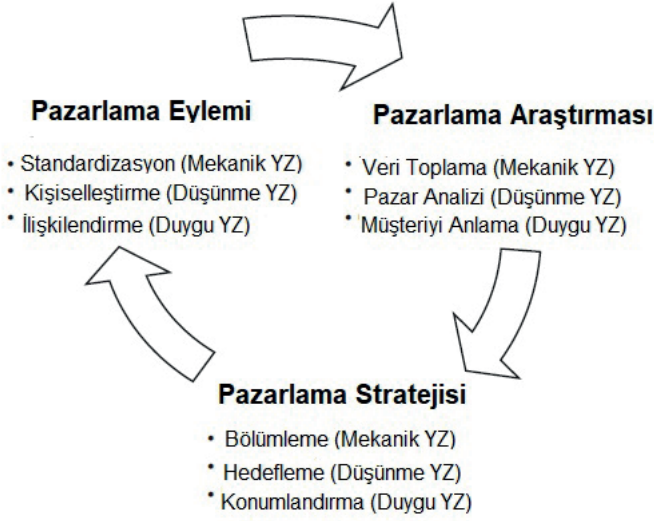 Pazarlama Eylemi
• Standardizasyon (Mekanik YZ)
• Kişiselleştirme (Düşünme YZ)
• İlişkilendirme (Duygu YZ)
Pazarlama Araştırması
• Veri Toplama (Mekanik YZ)
• Pazar Analizi (Düşünme YZ)
• Müşteriyi Anlama (Duygu YZ)
Pazarlama Stratejisi
• Bölümleme (Mekanik YZ)
• Hedefleme (Düşünme YZ)
• Konumlandırma (Duygu YZ)